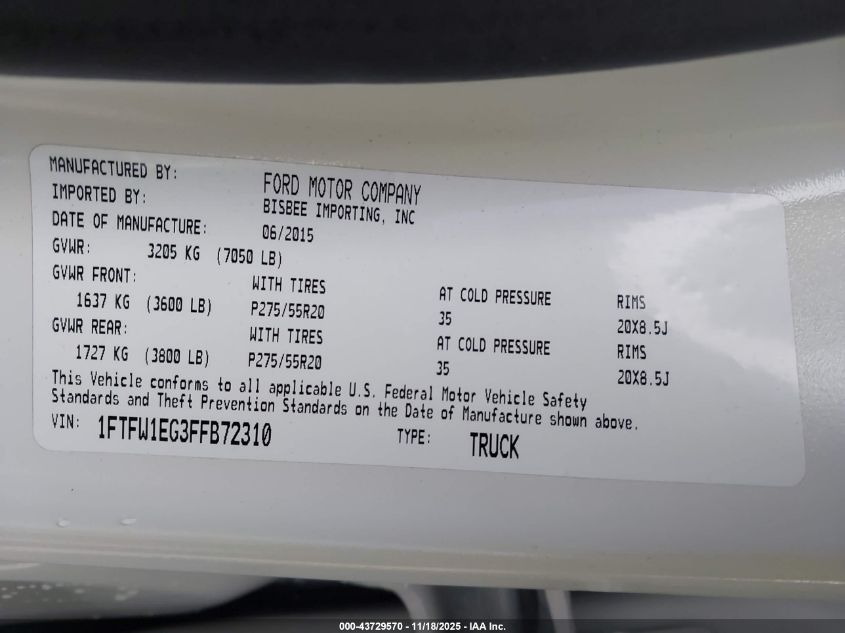 MANUFACTURED BY: FORD MOTOR COMPANY
IMPORTED BY: BISBEE IMPORTING, INC
DATE OF MANUFACTURE: 06/2015
GVWR: 3205 KG (7050 LB)
GVWR FRONT: WITH TIRES AT COLD PRESSURE RIMS
1637 KG (3600 LB) P275/55R20 35 20X8.5J
GVWR REAR: WITH TIRES AT COLD PRESSURE RIMS
1727 KG (3800 LB) P275/55R20 35 20X8.5J
This Vehicle conforms to all applicable U.S. Federal Motor Vehicle Safety
Standards and Theft Prevention Standards on the Date of Manufacture shown above.
VIN: 1FTFW1EG3FFB72310 TYPE: TRUCK
000-43729570 - 11/18/2025 - IAA Inc.